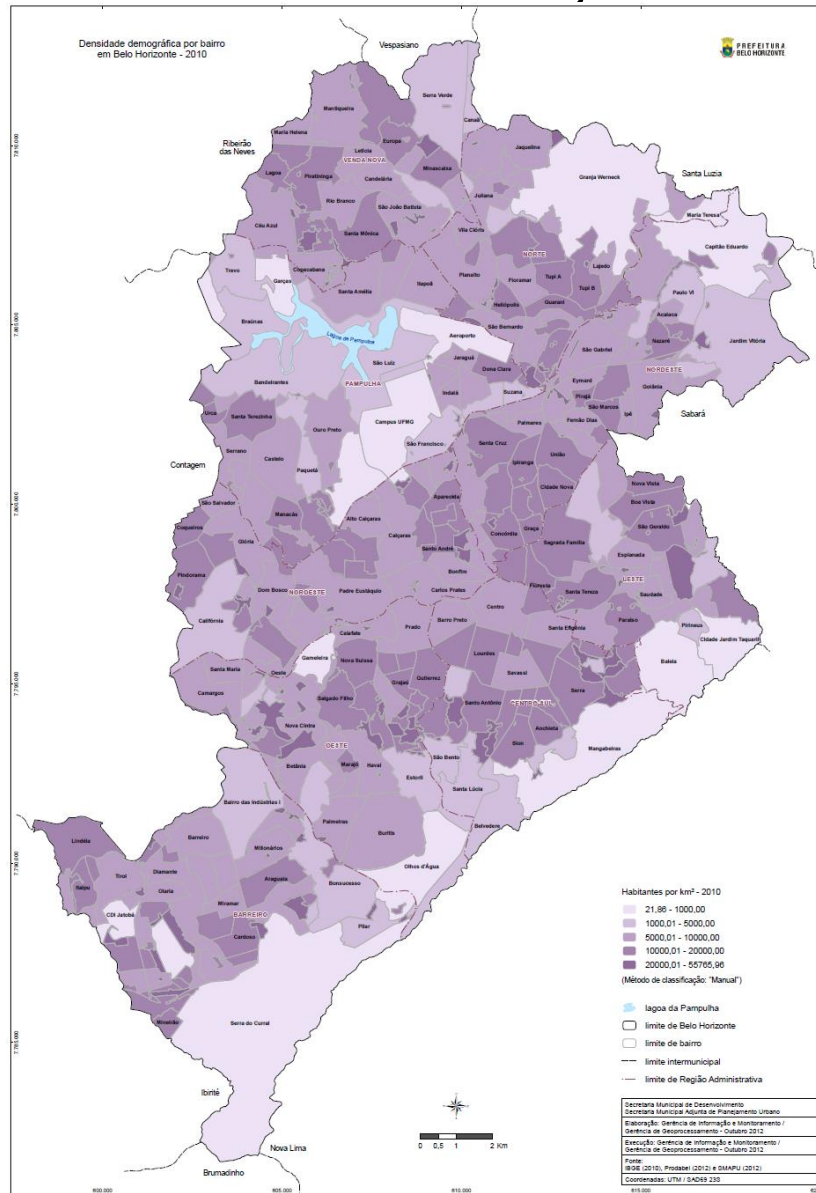 Densidade demográfica por bairro
em Belo Horizonte - 2010
PREFEITURA
BELO HORIZONTE
Vespasiano
Serra Verde
Canaã
Mantiqueira
Maria Helena
Europa
Jaqueline
Ribeirão
das Neves
Letícia
VENDA NOVA
Lagoa
Piratininga
Candelária
Minascaixa
Granja Werneck
Santa Luzia
Juliana
Maria Teresa
Rio Branco
São João Batista
Céu Azul
Santa Mônica
Vila Clóris
NORTE
Capitão Eduardo
Trevo
Copacabana
Garças
Santa Amélia
Itapoã
Planalto
Floramar
Tupi A
Lajedo
Tupi B
Paulo VI
Heliópolis
Guarani
Braúnas
Lagoa da Pampulha
Aeroporto
São Bernardo
Acaiaca
Nazaré
Jardim Vitória
São Luiz
Jaraguá
Dona Clara
São Gabriel
NORDESTE
Bandeirantes
PAMPULHA
Indaiá
Suzana
Eymard
Pirajá
Goiânia
Urca
Santa Terezinha
Campus UFMG
São Marcos
Ipê
Sabará
Ouro Preto
São Francisco
Palmares
Fernão Dias
Serrano
Castelo
Santa Cruz
União
Contagem
Paquetá
Ipiranga
Nova Vista
Cidade Nova
Boa Vista
São Salvador
Manacás
Alto Caiçaras
Aparecida
Coqueiros
Glória
Caiçaras
Graça
São Geraldo
Santo André
Concórdia
Sagrada Família
Pindorama
Bonfim
Esplanada
Dom Bosco
NORDESTE
Padre Eustáquio
Carlos Prates
Floresta
Santa Tereza
LESTE
Saudade
Centro
Califórnia
Calafate
Prado
Barro Preto
Santa Efigênia
Paraíso
Pirineus
Cidade Jardim Taquaril
Gameleira
Nova Suíssa
Lourdes
Baleia
Santa Maria
Oeste
Savassi
Camargos
Salgado Filho
Grajaú
Gutierrez
Serra
Santo Antônio
CENTRO-SUL
Nova Cintra
Anchieta
OESTE
Sion
Mangabeiras
São Bento
Betânia
Marajó
Havaí
Estoril
Santa Lúcia
Bairro das Indústrias I
Palmeiras
Buritis
Belvedere
Lindéia
Barreiro
Milionários
Tirol
Diamante
Olhos d'Água
Itaipu
Olaria
Araguaia
Bonsucesso
Miramar
CDI Jatobá
BARREIRO
Cardoso
Pilar
Mineirão
Serra do Curral
Ibirité
Nova Lima
Brumadinho
Habitantes por km² - 2010
21,86 - 1000,00
1000,01 - 5000,00
5000,01 - 10000,00
10000,01 - 20000,00
20000,01 - 55765,96
(Método de classificação: "Manual")
lagoa da Pampulha
limite de Belo Horizonte
limite de bairro
limite intermunicipal
limite de Região Administrativa
0 0,5 1 2 Km
Secretaria Municipal de Desenvolvimento
Secretaria Municipal Adjunta de Planejamento Urbano
Elaboração: Gerência de Informação e Monitoramento /
Gerência de Geoprocessamento - Outubro 2012
Execução: Gerência de Informação e Monitoramento /
Gerência de Geoprocessamento - Outubro 2012
Fonte:
IBGE (2010), Prodabel (2012) e SMAPU (2012)
Coordenadas: UTM / SAD69 23S
600.000
605.000
610.000
615.000